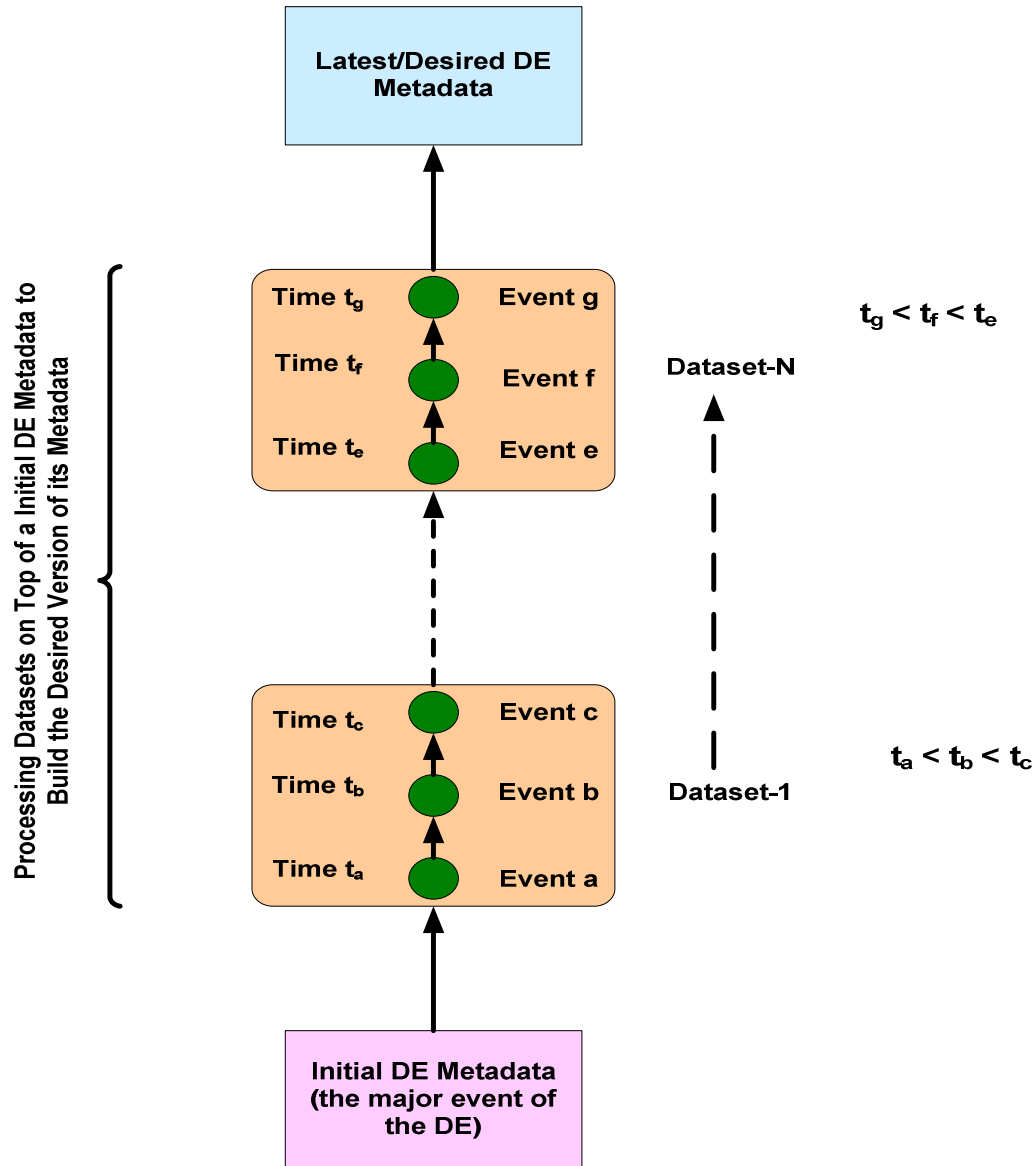 Latest/Desired DE
Metadata
Processing Datasets on Top of a Initial DE Metadata to
Build the Desired Version of its Metadata
Time tg
Event g
tg < tf < te
Time tf
Event f
Dataset-N
Time te
Event e
Time tc
Event c
ta < tb < tc
Time tb
Event b
Dataset-1
Time ta
Event a
Initial DE Metadata
(the major event of
the DE)